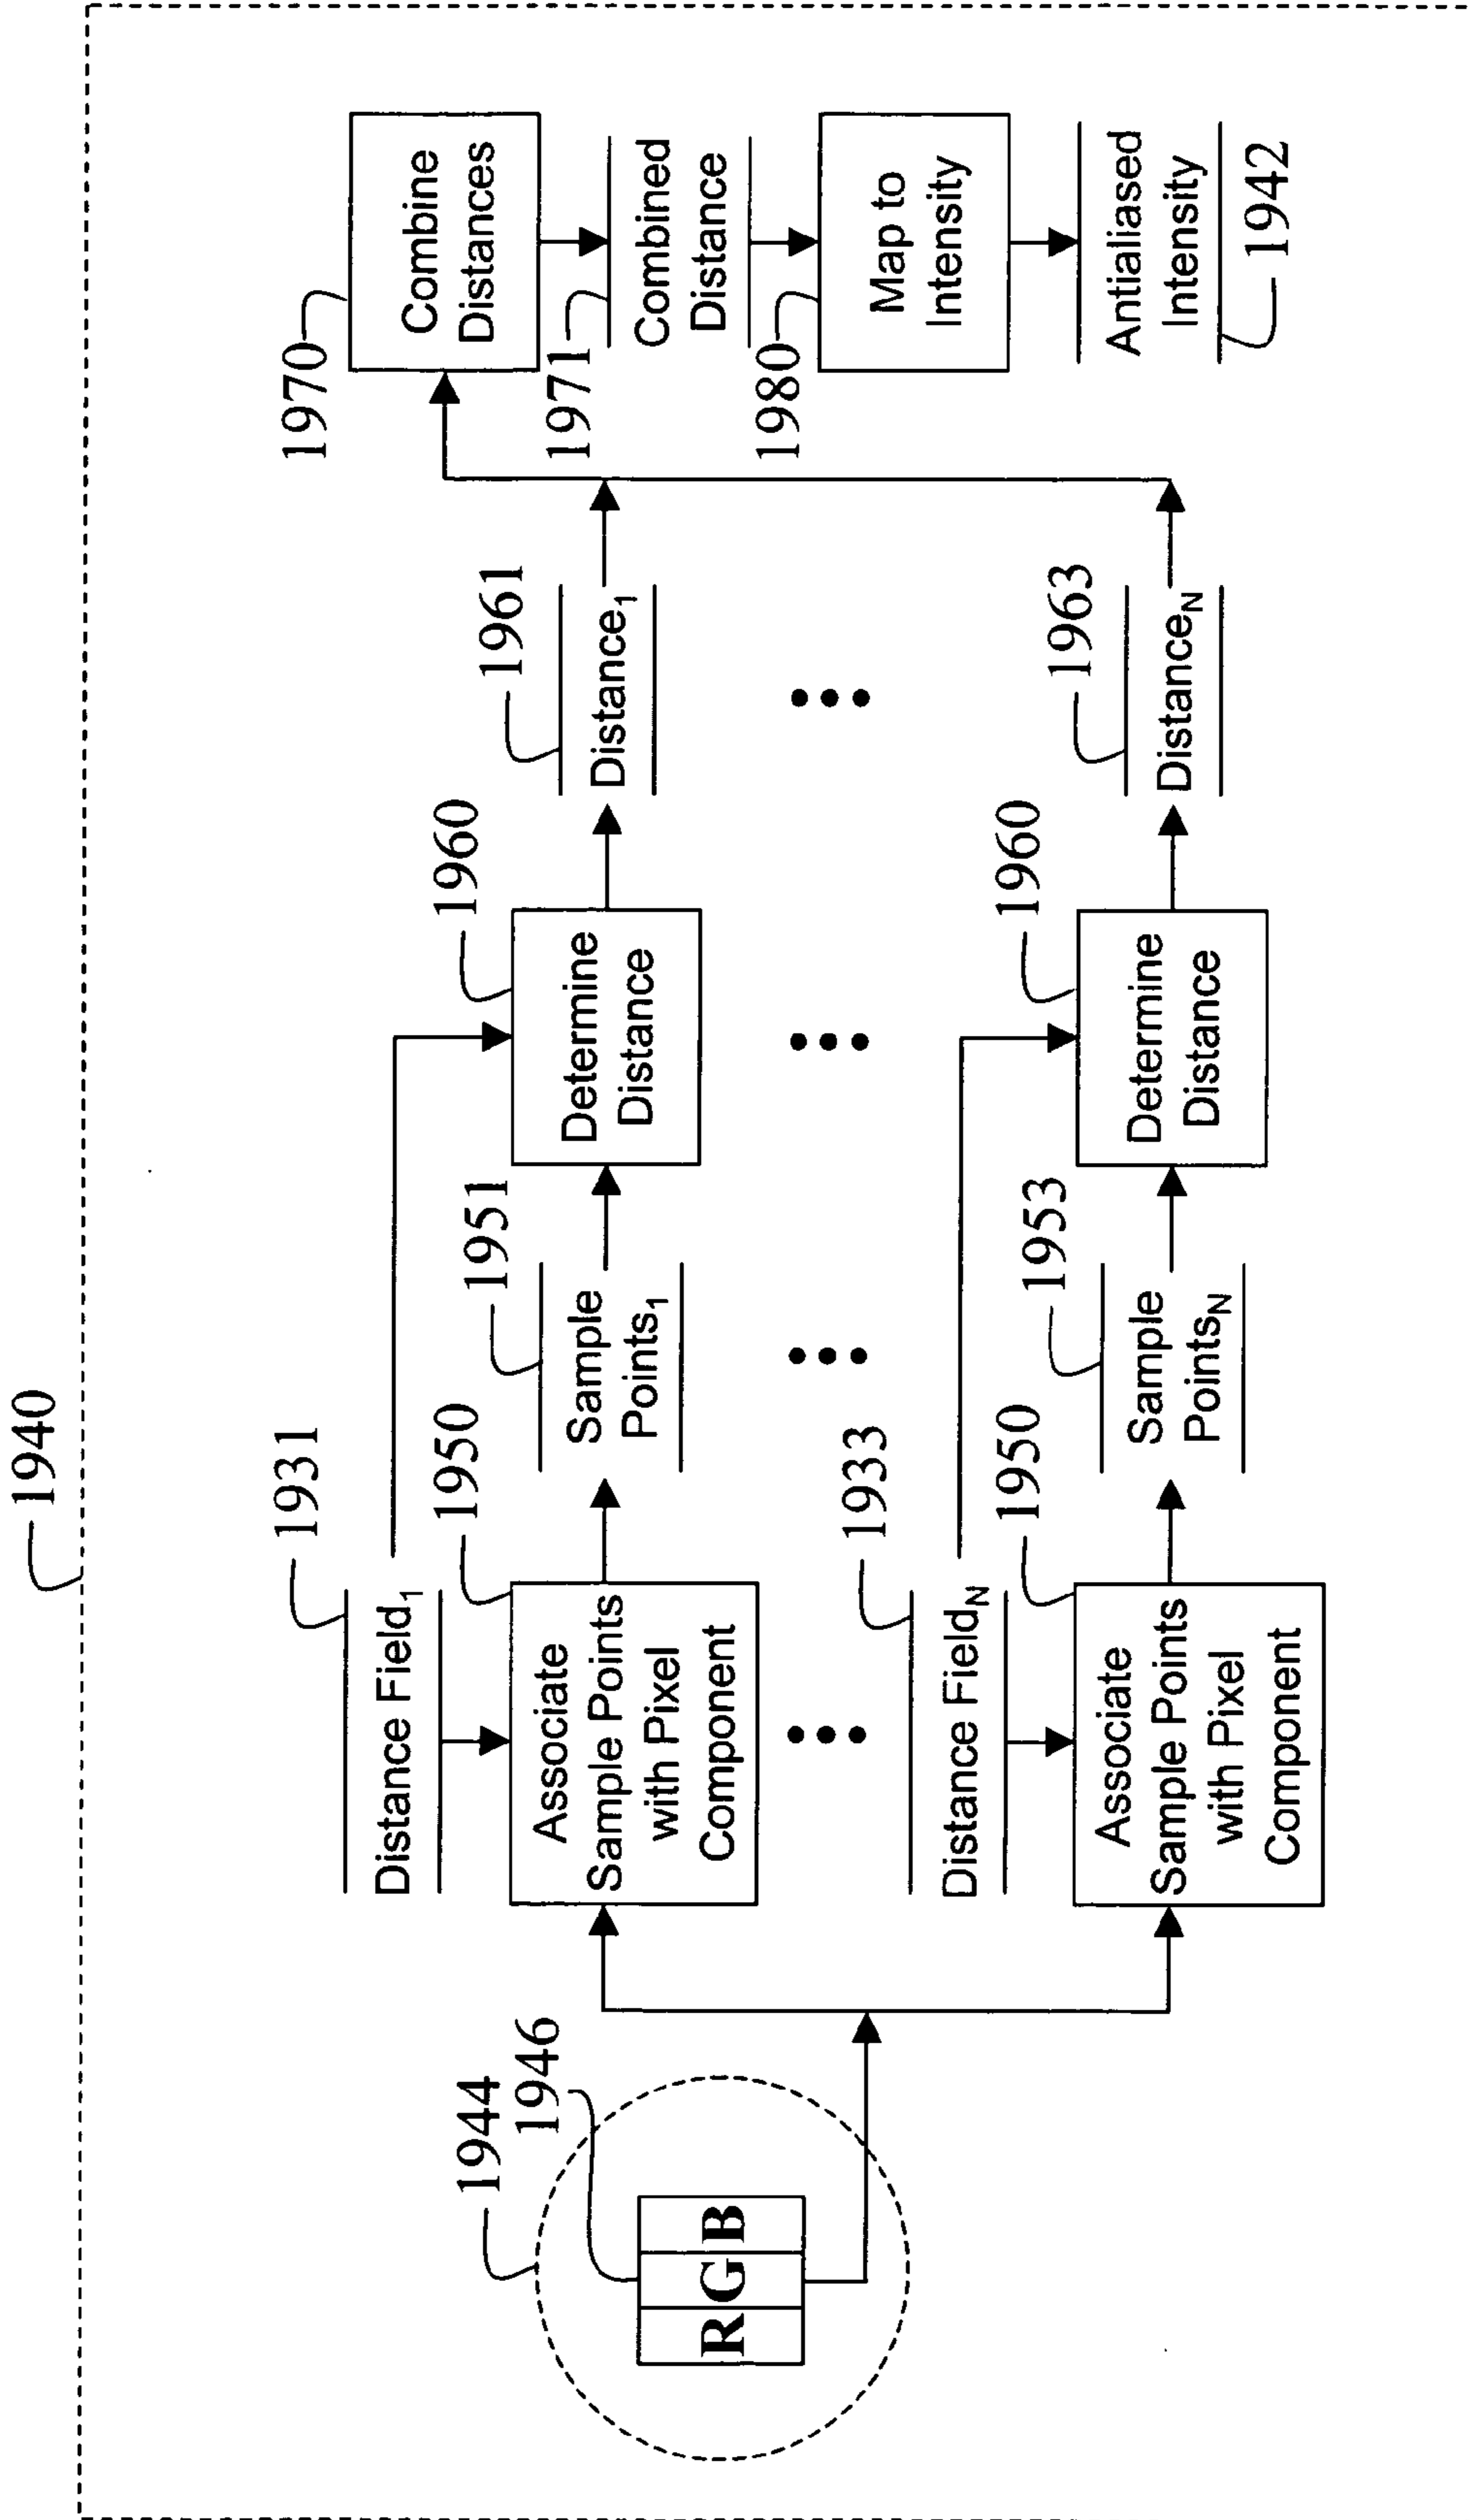 1940
1944
1946
R G B
1931
Distance Field1
1950
Associate
Sample Points
with Pixel
Component
1951
Sample
Points1
1960
Determine
Distance
1961
Distance1
1933
Distance FieldN
1950
Associate
Sample Points
with Pixel
Component
1953
Sample
PointsN
1960
Determine
Distance
1963
DistanceN
1970
Combine
Distances
1971
Combined
Distance
1980
Map to
Intensity
Antialiased
Intensity
1942